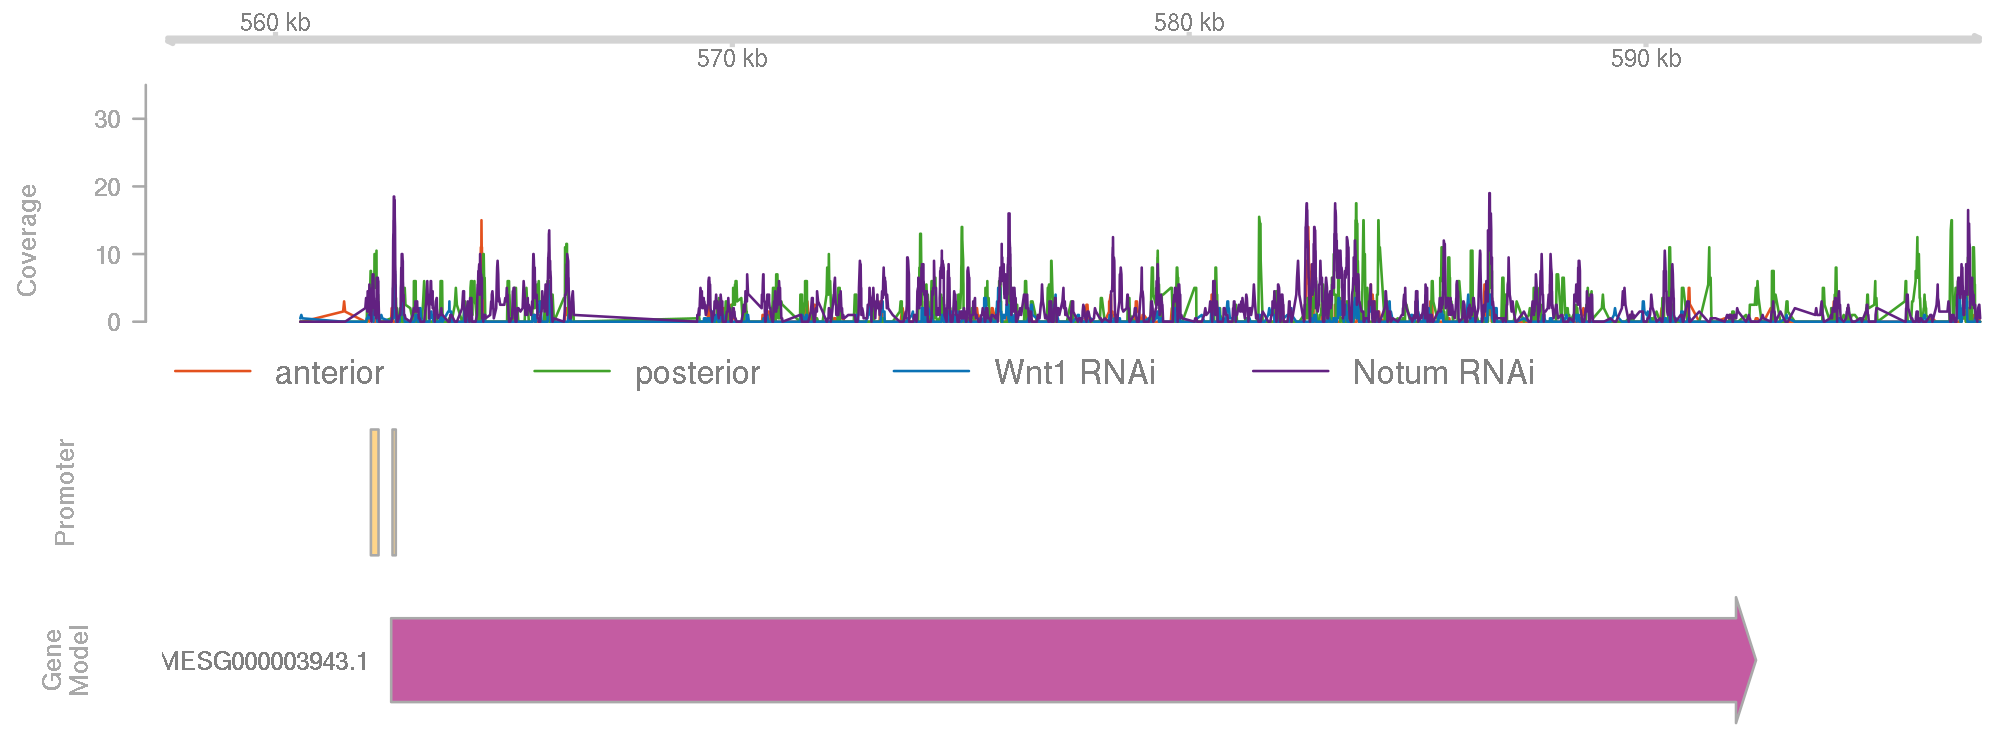 560 kb
580 kb
570 kb
590 kb
Coverage
30
20
10
0
anterior posterior Wnt1 RNAi Notum RNAi
Promoter
Gene
Model
MESG000003943.1